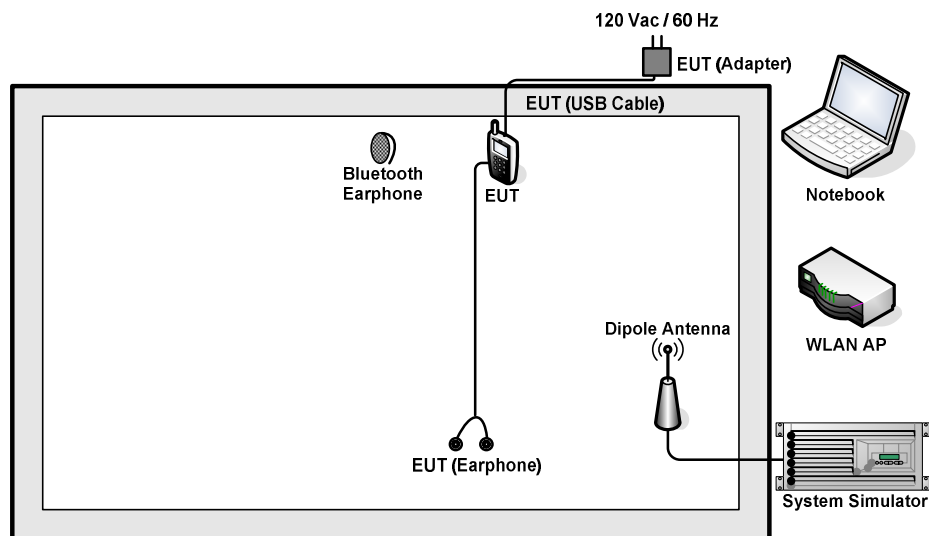 120 Vac / 60 Hz
EUT (Adapter)
EUT (USB Cable)
Bluetooth
Earphone
EUT
Notebook
Dipole Antenna
WLAN AP
EUT (Earphone)
System Simulator